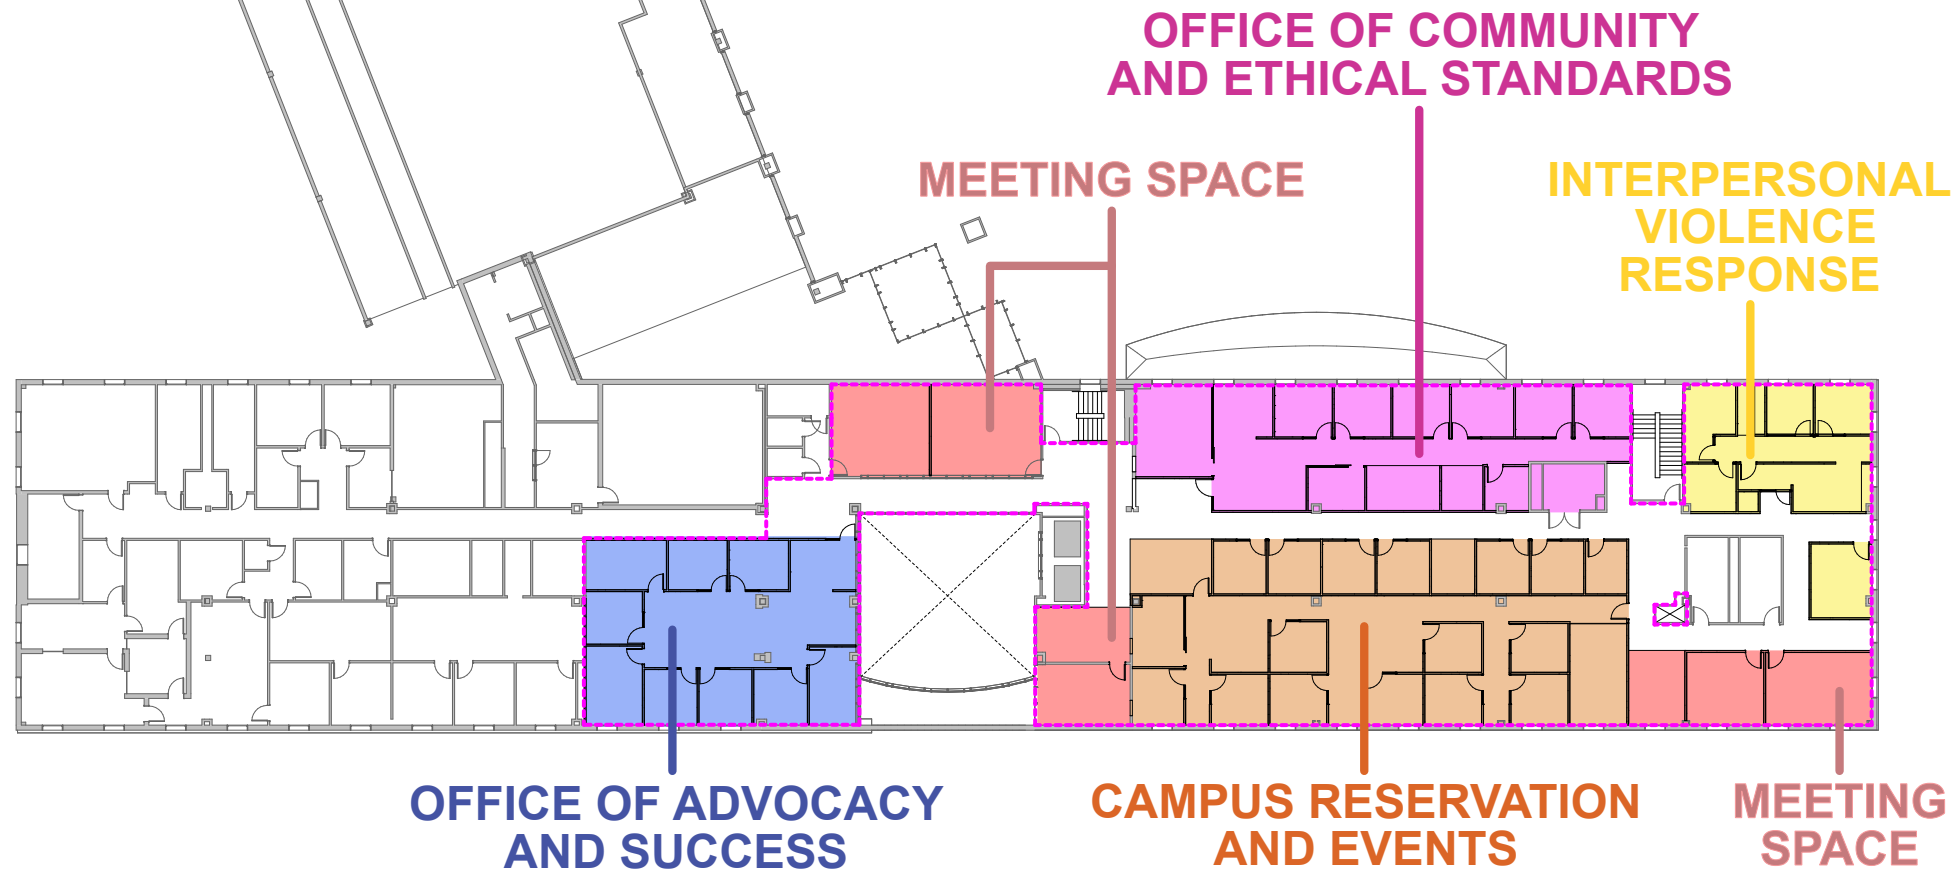 OFFICE OF COMMUNITY
AND ETHICAL STANDARDS
MEETING SPACE
INTERPERSONAL
VIOLENCE
RESPONSE
OFFICE OF ADVOCACY
AND SUCCESS
CAMPUS RESERVATION
AND EVENTS
MEETING
SPACE